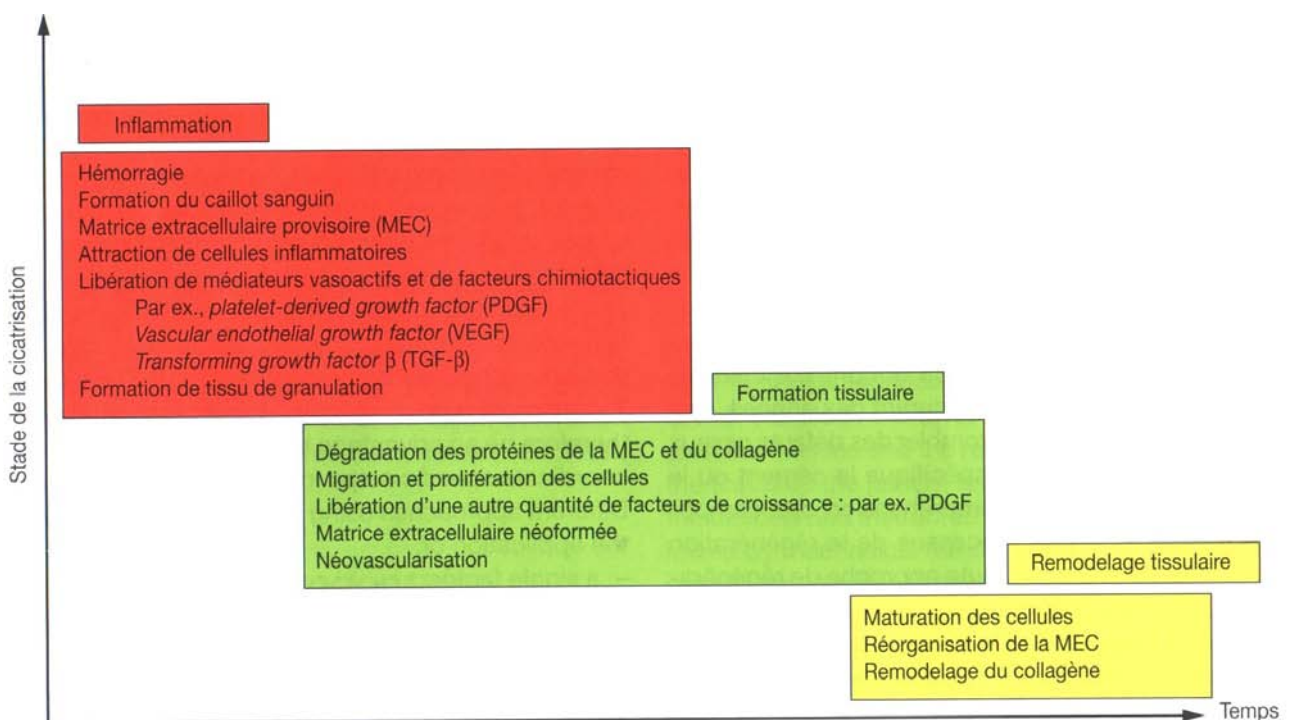 Stade de la cicatrisation
Inflammation
Hémorragie
Formation du caillot sanguin
Matrice extracellulaire provisoire (MEC)
Attraction de cellules inflammatoires
Libération de médiateurs vasoactifs et de facteurs chimiotactiques
Par ex., platelet-derived growth factor (PDGF)
Vascular endothelial growth factor (VEGF)
Transforming growth factor β (TGF-β)
Formation de tissu de granulation
Formation tissulaire
Dégradation des protéines de la MEC et du collagène
Migration et prolifération des cellules
Libération d'une autre quantité de facteurs de croissance : par ex. PDGF
Matrice extracellulaire néoformée
Néovascularisation
Remodelage tissulaire
Maturation des cellules
Réorganisation de la MEC
Remodelage du collagène
Temps